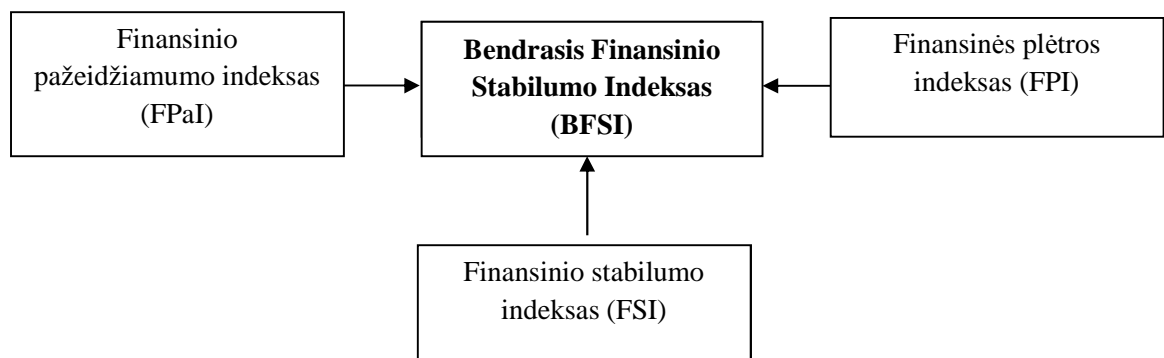 Finansinio
pažeidžiamumo indeksas
(FPaI)
Bendrasis Finansinio
Stabilumo Indeksas
(BFSI)
Finansinės plėtros
indeksas (FPI)
Finansinio stabilumo
indeksas (FSI)